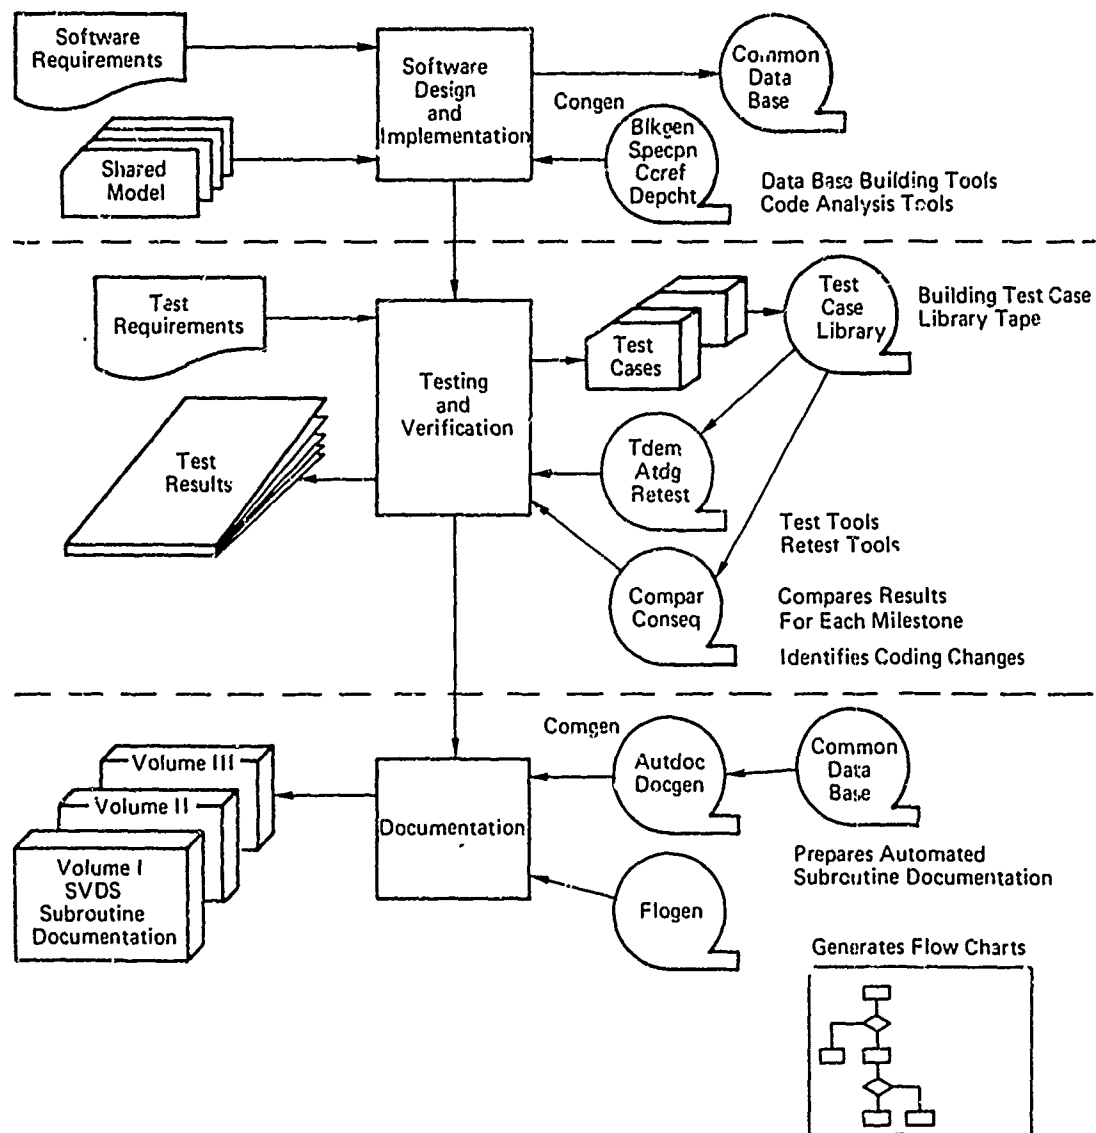 Software
Requirements
Software
Design
and
Implementation
Common
Data
Base
Congen
Blkgen
Specpn
Ccref
Depcht
Shared
Model
Data Base Building Tools
Code Analysis Tools
Test
Requirements
Testing
and
Verification
Test
Cases
Test
Case
Library
Building Test Case
Library Tape
Test
Results
Tdem
Atdg
Retest
Test Tools
Retest Tools
Compar
Conseq
Compares Results
For Each Milestone
Identifies Coding Changes
Comgen
Volume III
Volume II
Volume I
SVDS
Subroutine
Documentation
Documentation
Autdoc
Docgen
Common
Data
Base
Prepares Automated
Subroutine Documentation
Flogen
Generates Flow Charts